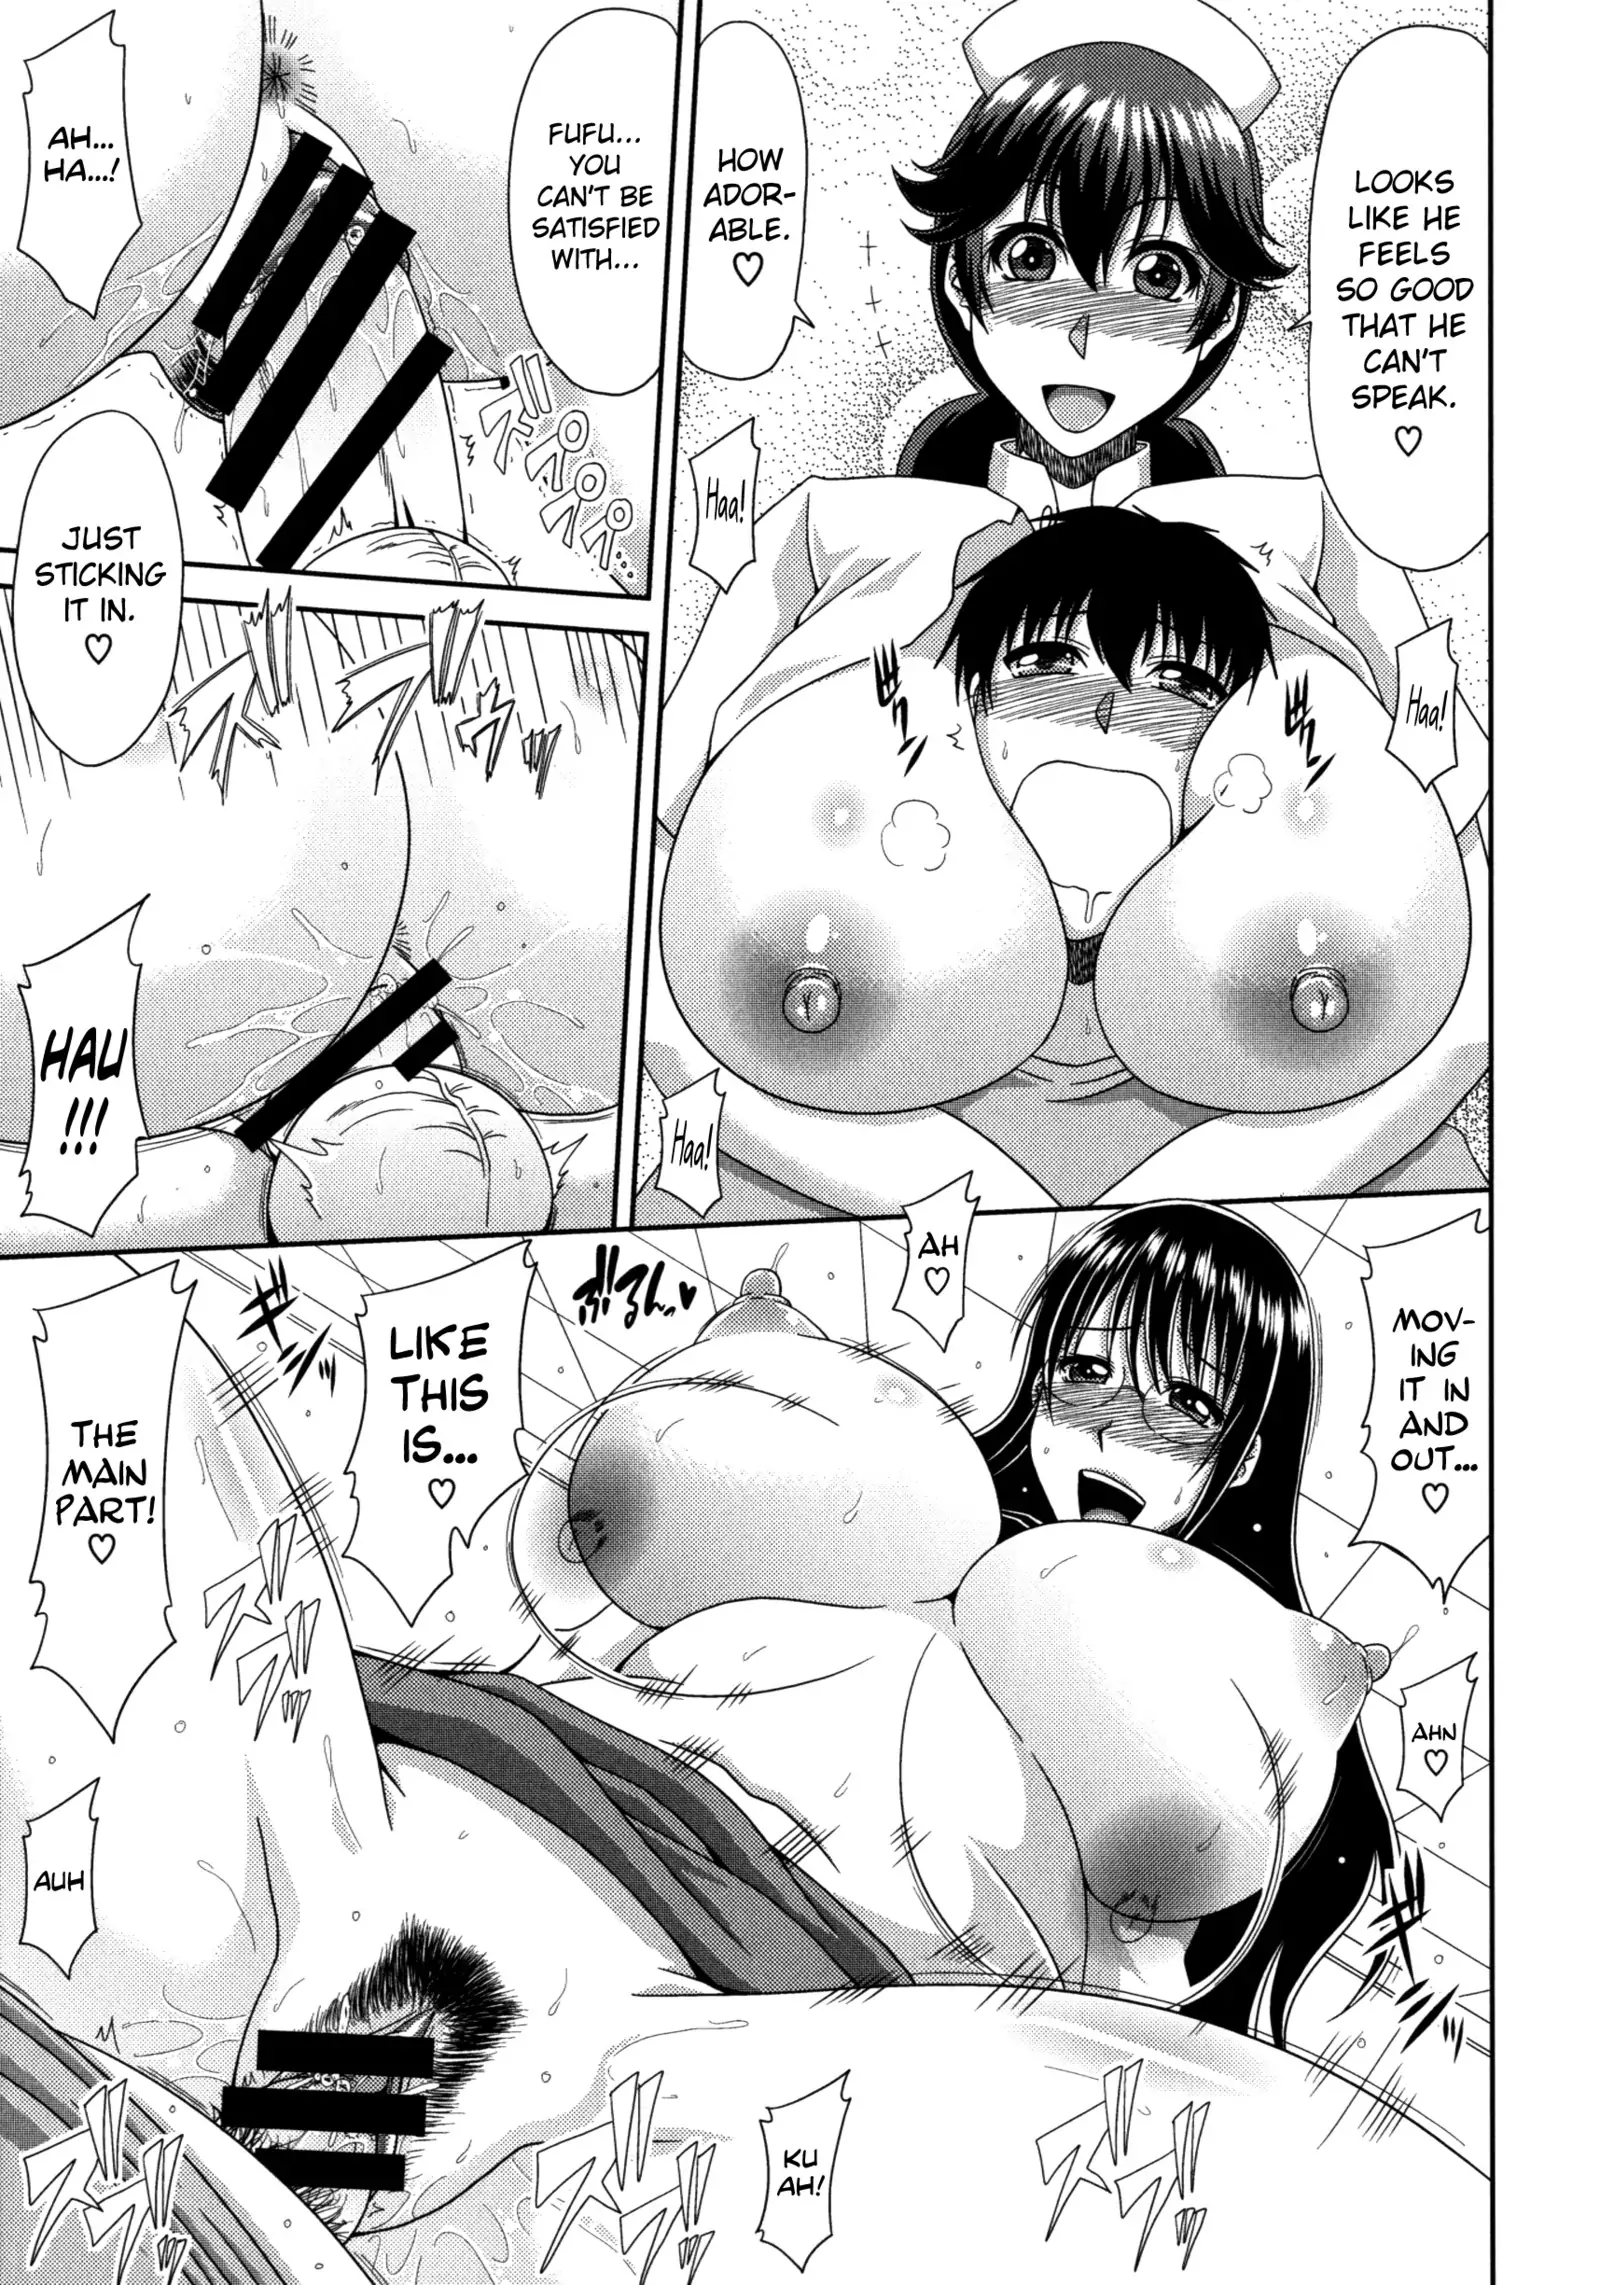 LOOKS
LIKE HE
FEELS
SO GOOD
THAT HE
CAN'T
SPEAK.
♡
HOW
ADOR-
ABLE.
♡
Haa!
Haa!
Haa!
FUFU...
YOU
CAN'T BE
SATISFIED
WITH...
AH...
HA...!
JUST
STICKING
IT IN.
♡
HAU
!!!
MOV-
ING
IT IN
AND
OUT...
♡
AH
♡
LIKE
THIS
IS...
♡
THE
MAIN
PART!
♡
AHN
♡
AUH
KU
AH!